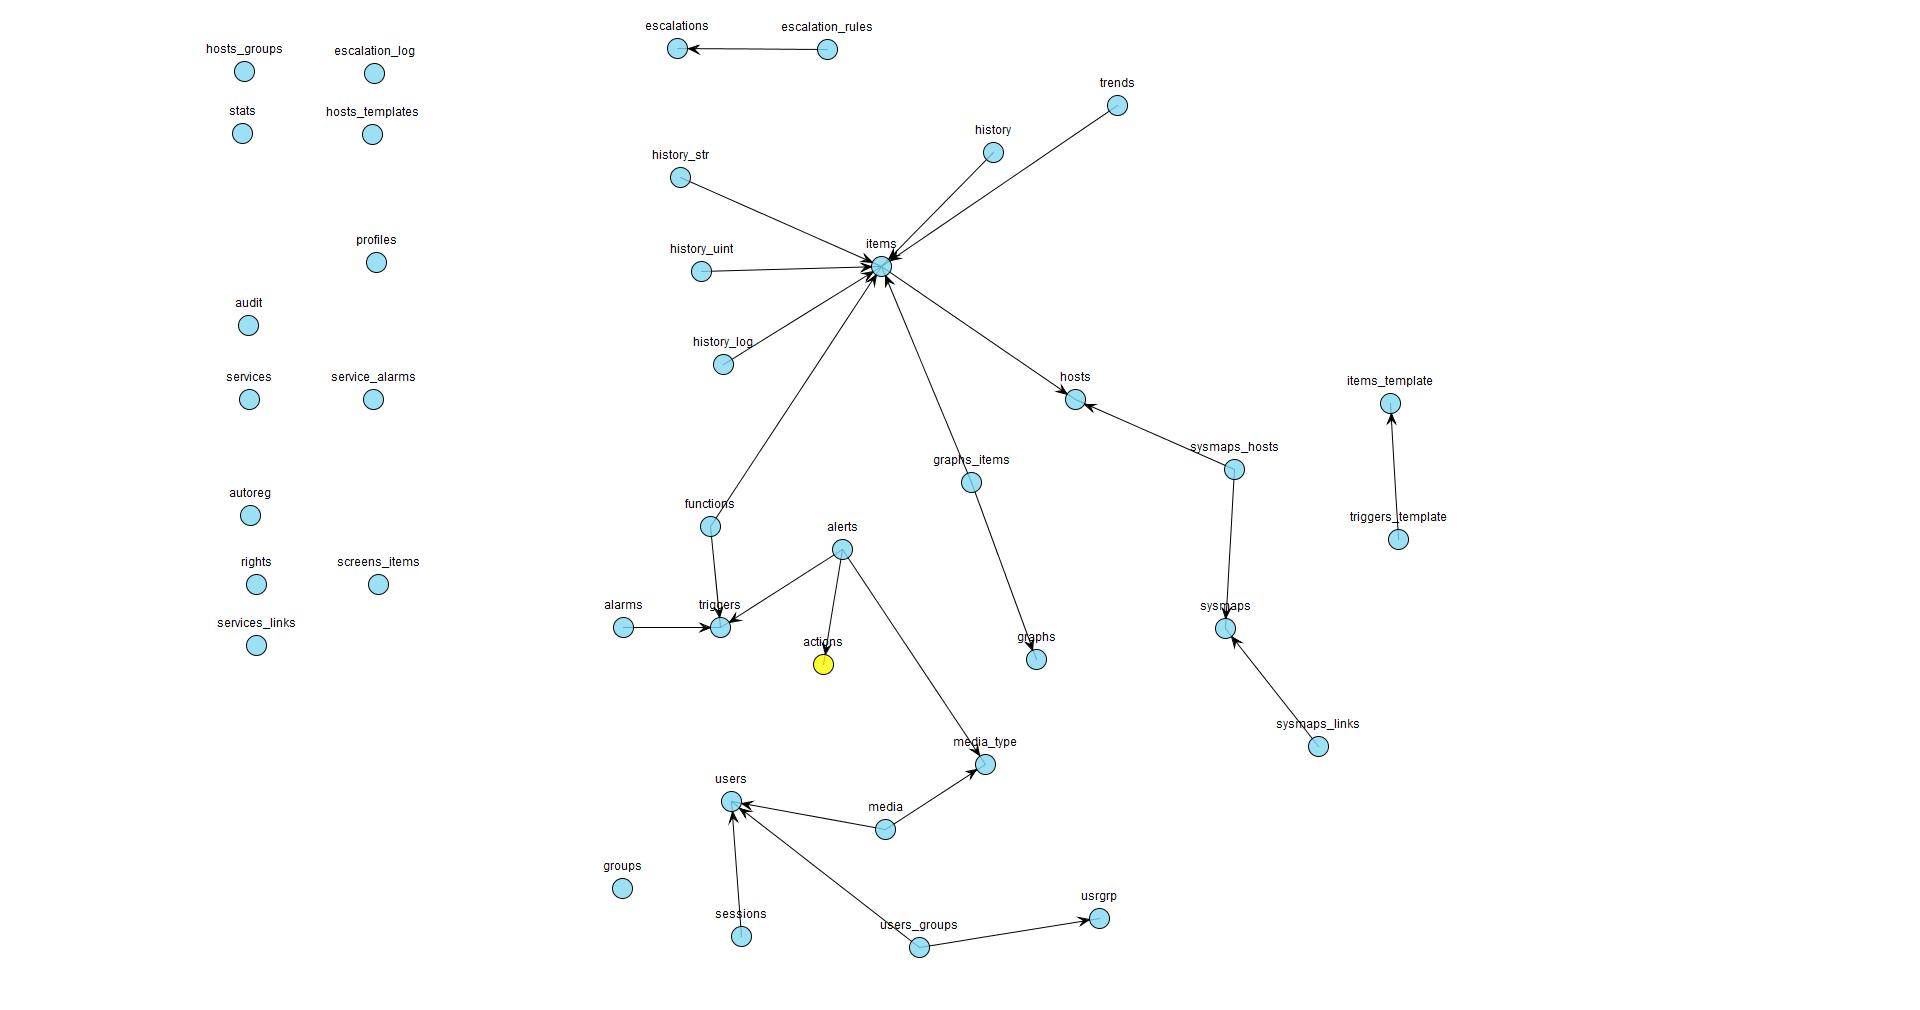 escalations
escalation_rules
hosts_groups
escalation_log
trends
stats
hosts_templates
history
history_str
profiles
items
history_uint
audit
history_log
services
service_alarms
hosts
items_template
sysmaps_hosts
graphs_items
autoreg
functions
triggers_template
alerts
rights
screens_items
alarms
triggers
sysmaps
services_links
actions
graphs
sysmaps_links
media_type
users
media
groups
usrgrp
sessions
users_groups